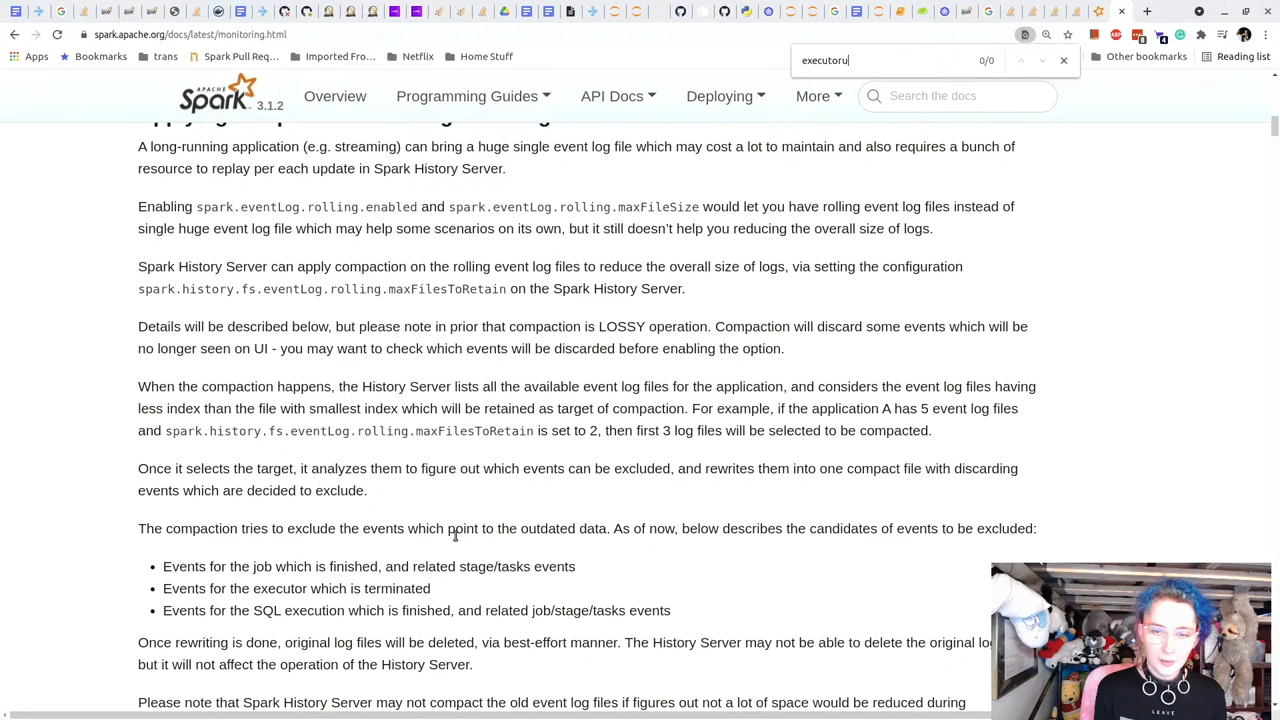 spark.apache.org/docs/latest/monitoring.html
Apps Bookmarks trans Spark Pull Req... Imported Fro... Netflix Home Stuff Other bookmarks Reading list
executoru 0/0
APACHE Spark 3.1.2 Overview Programming Guides API Docs Deploying More Search the docs
A long-running application (e.g. streaming) can bring a huge single event log file which may cost a lot to maintain and also requires a bunch of
resource to replay per each update in Spark History Server.
Enabling spark.eventLog.rolling.enabled and spark.eventLog.rolling.maxFileSize would let you have rolling event log files instead of
single huge event log file which may help some scenarios on its own, but it still doesn’t help you reducing the overall size of logs.
Spark History Server can apply compaction on the rolling event log files to reduce the overall size of logs, via setting the configuration
spark.history.fs.eventLog.rolling.maxFilesToRetain on the Spark History Server.
Details will be described below, but please note in prior that compaction is LOSSY operation. Compaction will discard some events which will be
no longer seen on UI - you may want to check which events will be discarded before enabling the option.
When the compaction happens, the History Server lists all the available event log files for the application, and considers the event log files having
less index than the file with smallest index which will be retained as target of compaction. For example, if the application A has 5 event log files
and spark.history.fs.eventLog.rolling.maxFilesToRetain is set to 2, then first 3 log files will be selected to be compacted.
Once it selects the target, it analyzes them to figure out which events can be excluded, and rewrites them into one compact file with discarding
events which are decided to exclude.
The compaction tries to exclude the events which point to the outdated data. As of now, below describes the candidates of events to be excluded:
• Events for the job which is finished, and related stage/tasks events
• Events for the executor which is terminated
• Events for the SQL execution which is finished, and related job/stage/tasks events
Once rewriting is done, original log files will be deleted, via best-effort manner. The History Server may not be able to delete the original
but it will not affect the operation of the History Server.
Please note that Spark History Server may not compact the old event log files if figures out not a lot of space would be reduced during
LEAVE